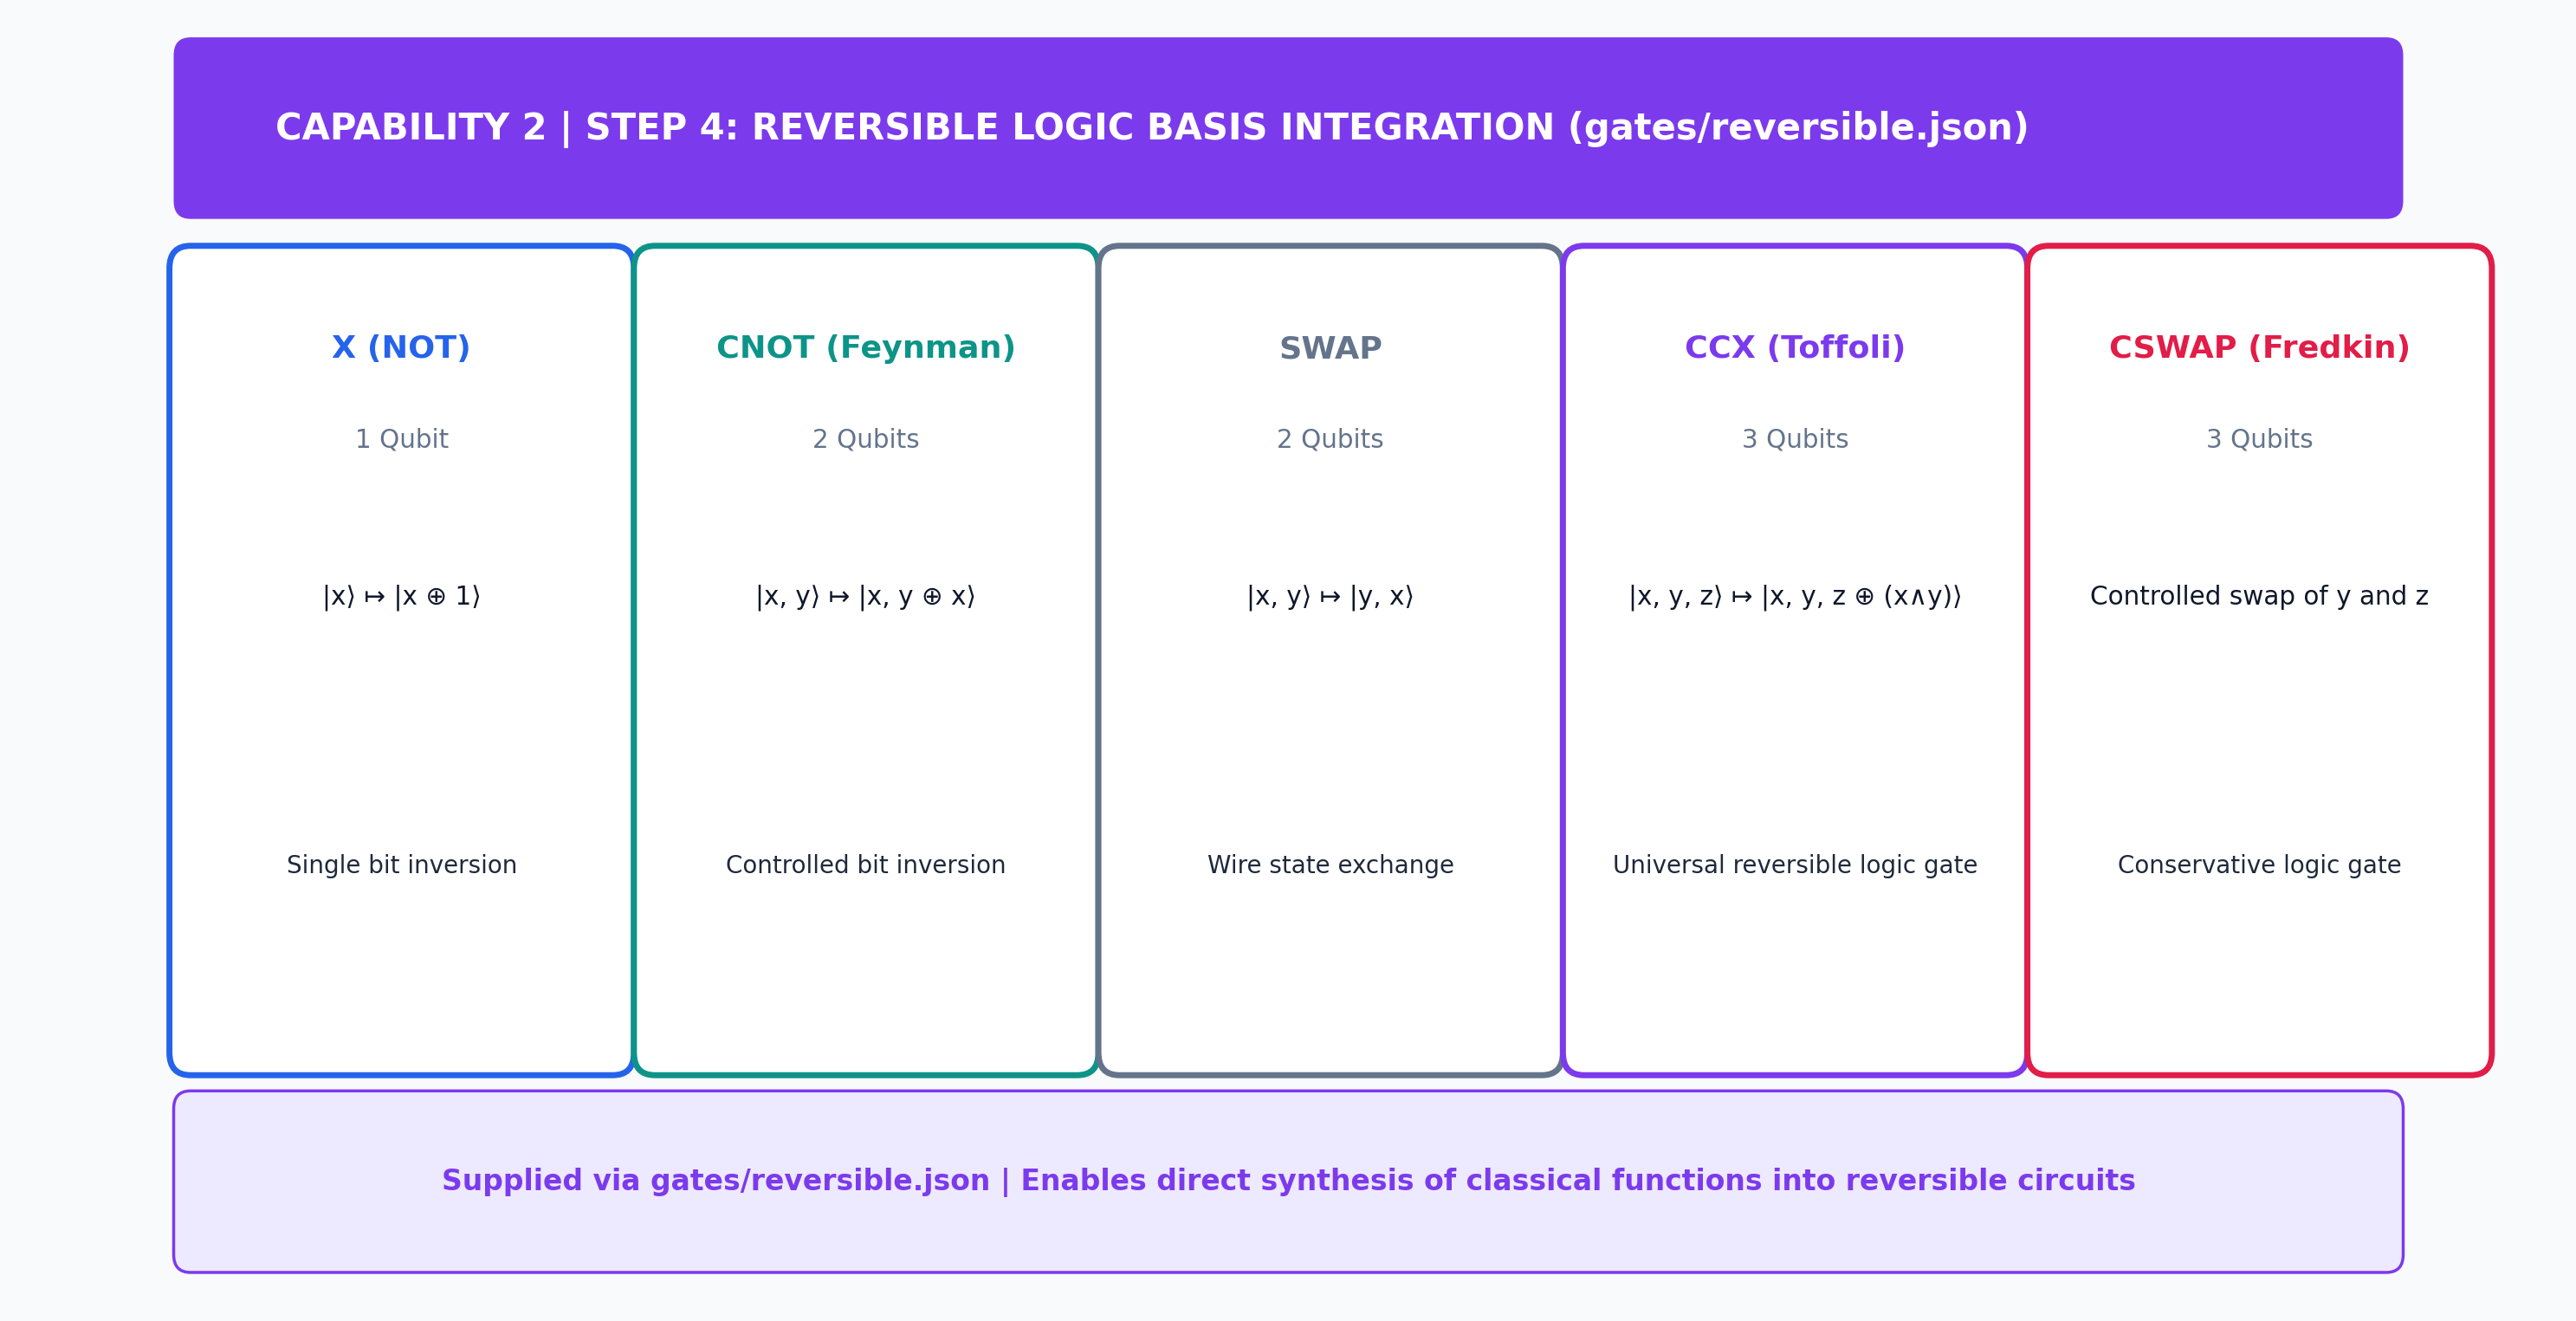 CAPABILITY 2 | STEP 4: REVERSIBLE LOGIC BASIS INTEGRATION (gates/reversible.json)
X (NOT)
1 Qubit
|x⟩ ↦ |x ⊕ 1⟩
Single bit inversion
CNOT (Feynman)
2 Qubits
|x, y⟩ ↦ |x, y ⊕ x⟩
Controlled bit inversion
SWAP
2 Qubits
|x, y⟩ ↦ |y, x⟩
Wire state exchange
CCX (Toffoli)
3 Qubits
|x, y, z⟩ ↦ |x, y, z ⊕ (x∧y)⟩
Universal reversible logic gate
CSWAP (Fredkin)
3 Qubits
Controlled swap of y and z
Conservative logic gate
Supplied via gates/reversible.json | Enables direct synthesis of classical functions into reversible circuits